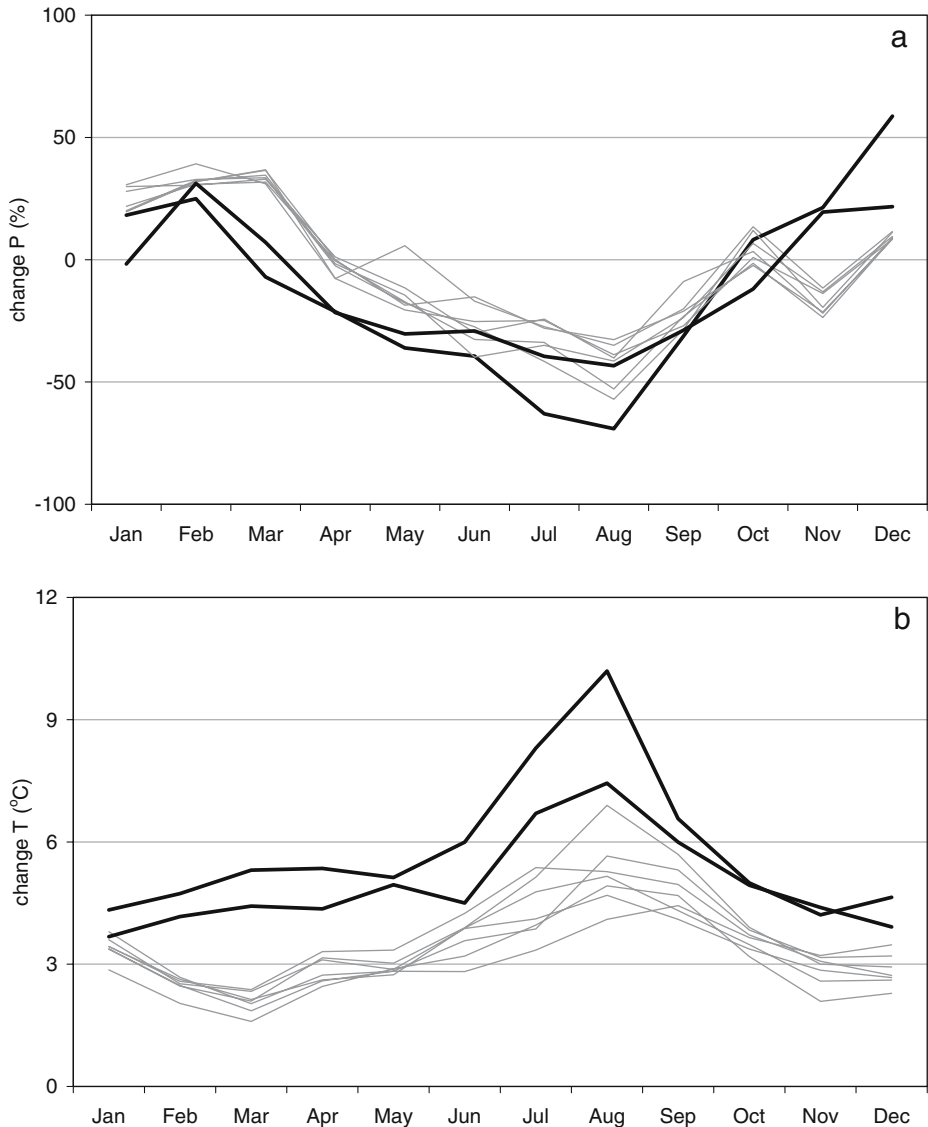 a
100
50
0
-50
-100
change P (%)
Jan Feb Mar Apr May Jun Jul Aug Sep Oct Nov Dec
b
12
9
6
3
0
change T (°C)
Jan Feb Mar Apr May Jun Jul Aug Sep Oct Nov Dec